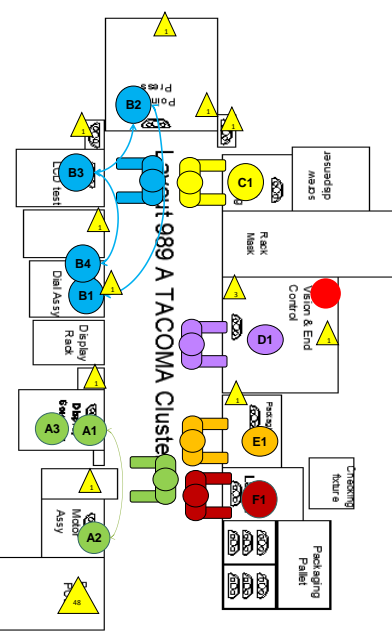 1
B2
Point
Press
1
1
1
LCD test
B3
C1
screw
dispenser
Layout 989 A TACOMA Cluster
1
Rack
Mask
B4
Dial Assy
B1
1
3
Vision & End
Control
1
Display
Rack
D1
1
1
A3
A1
E1
Checking
fixture
1
F1
Motor
Assy
A2
Packaging
Pallet
48